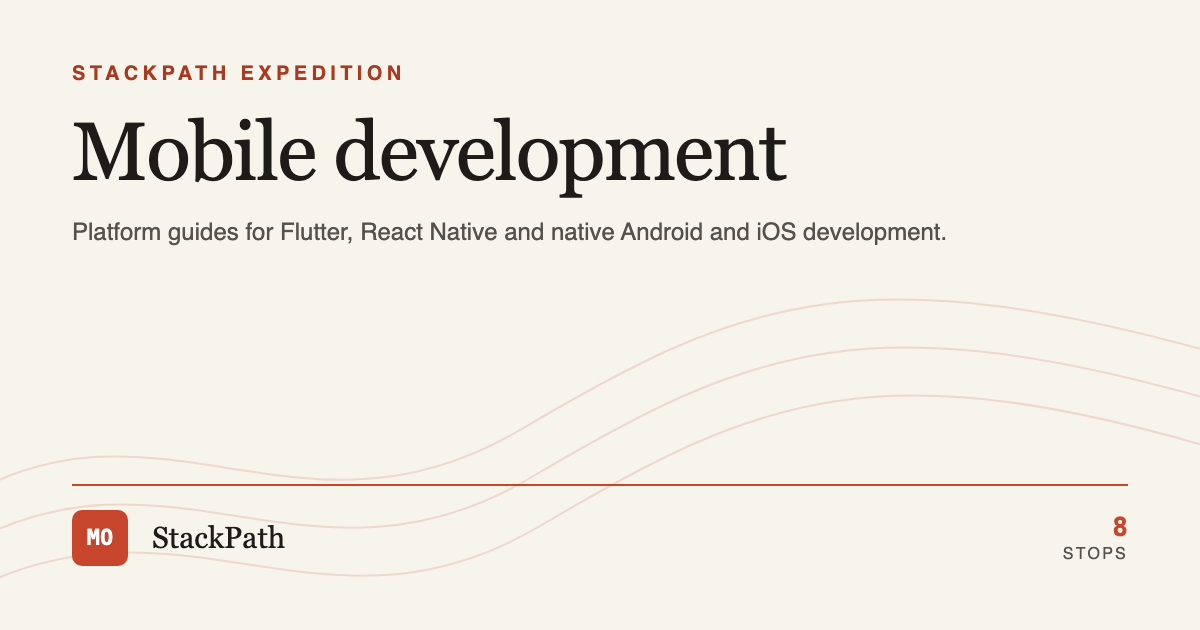 STACKPATH EXPEDITION
Mobile development
Platform guides for Flutter, React Native and native Android and iOS development.
MO
StackPath
8
STOPS